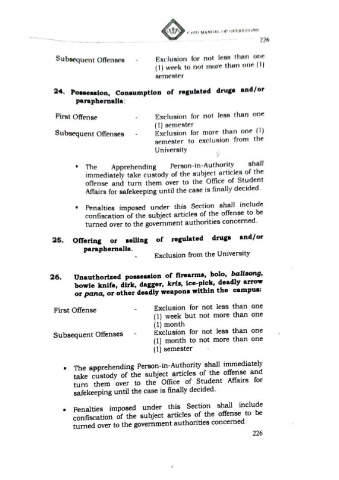 MANUAL OF OPERATIONS
226
Subsequent Offenses - Exclusion for not less than one
(1) week to not more than one (1)
semester
24. Possession, Consumption of regulated drugs and/or
paraphernalia:
First Offense - Exclusion for not less than one
(1) semester
Subsequent Offenses - Exclusion for more than one (1)
semester to exclusion from the
University
• The Apprehending Person-in-Authority shall
immediately take custody of the subject articles of the
offense and turn them over to the Office of Student
Affairs for safekeeping until the case is finally decided.
• Penalties imposed under this Section shall include
confiscation of the subject articles of the offense to be
turned over to the government authorities concerned.
25. Offering or selling of regulated drugs and/or
paraphernalia.
- Exclusion from the University
26. Unauthorized possession of firearms, bolo, balisong,
bowie knife, dirk, dagger, kris, ice-pick, deadly arrow
or pana, or other deadly weapons within the campus:
First Offense - Exclusion for not less than one
(1) week but not more than one
(1) month
Subsequent Offenses - Exclusion for not less than one
(1) month to not more than one
(1) semester
• The apprehending Person-in-Authority shall immediately
take custody of the subject articles of the offense and
turn them over to the Office of Student Affairs for
safekeeping until the case is finally decided.
• Penalties imposed under this Section shall include
confiscation of the subject articles of the offense to be
turned over to the government authorities concerned
226